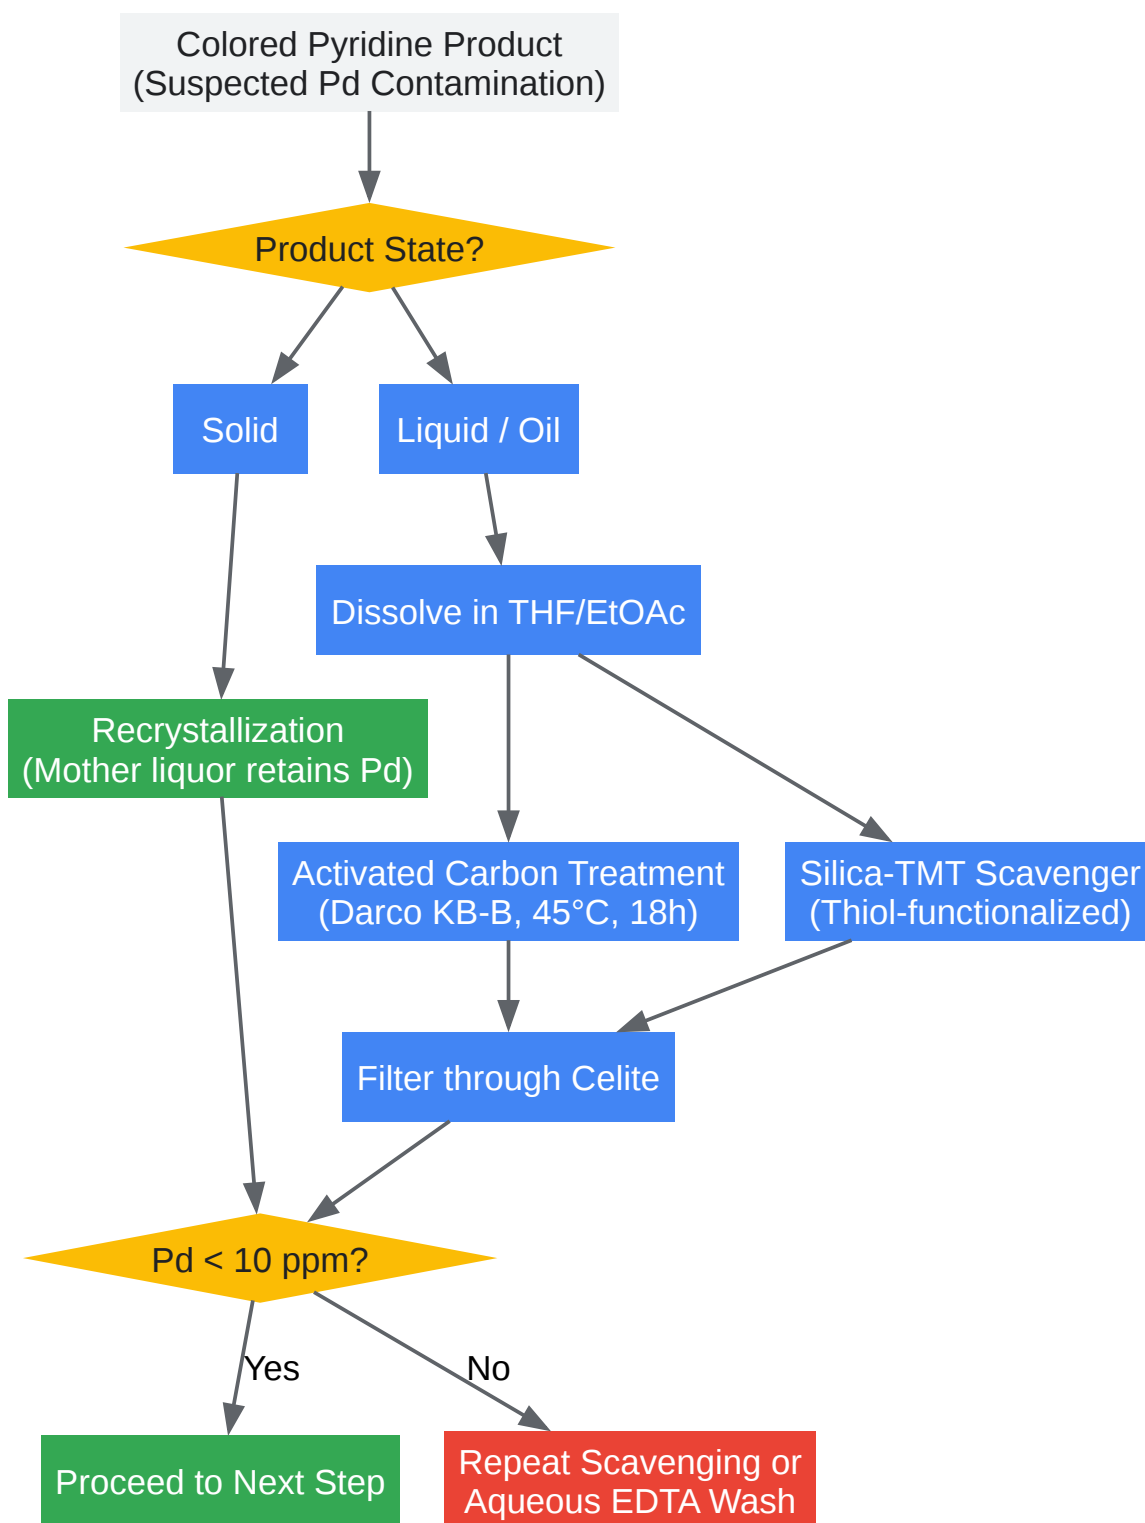 Colored Pyridine Product
(Suspected Pd Contamination)
Product State?
Solid
Liquid / Oil
Dissolve in THF/EtOAc
Recrystallization
(Mother liquor retains Pd)
Activated Carbon Treatment
(Darco KB-B, 45°C, 18h)
Silica-TMT Scavenger
(Thiol-functionalized)
Filter through Celite
Pd < 10 ppm?
Yes
No
Proceed to Next Step
Repeat Scavenging or
Aqueous EDTA Wash